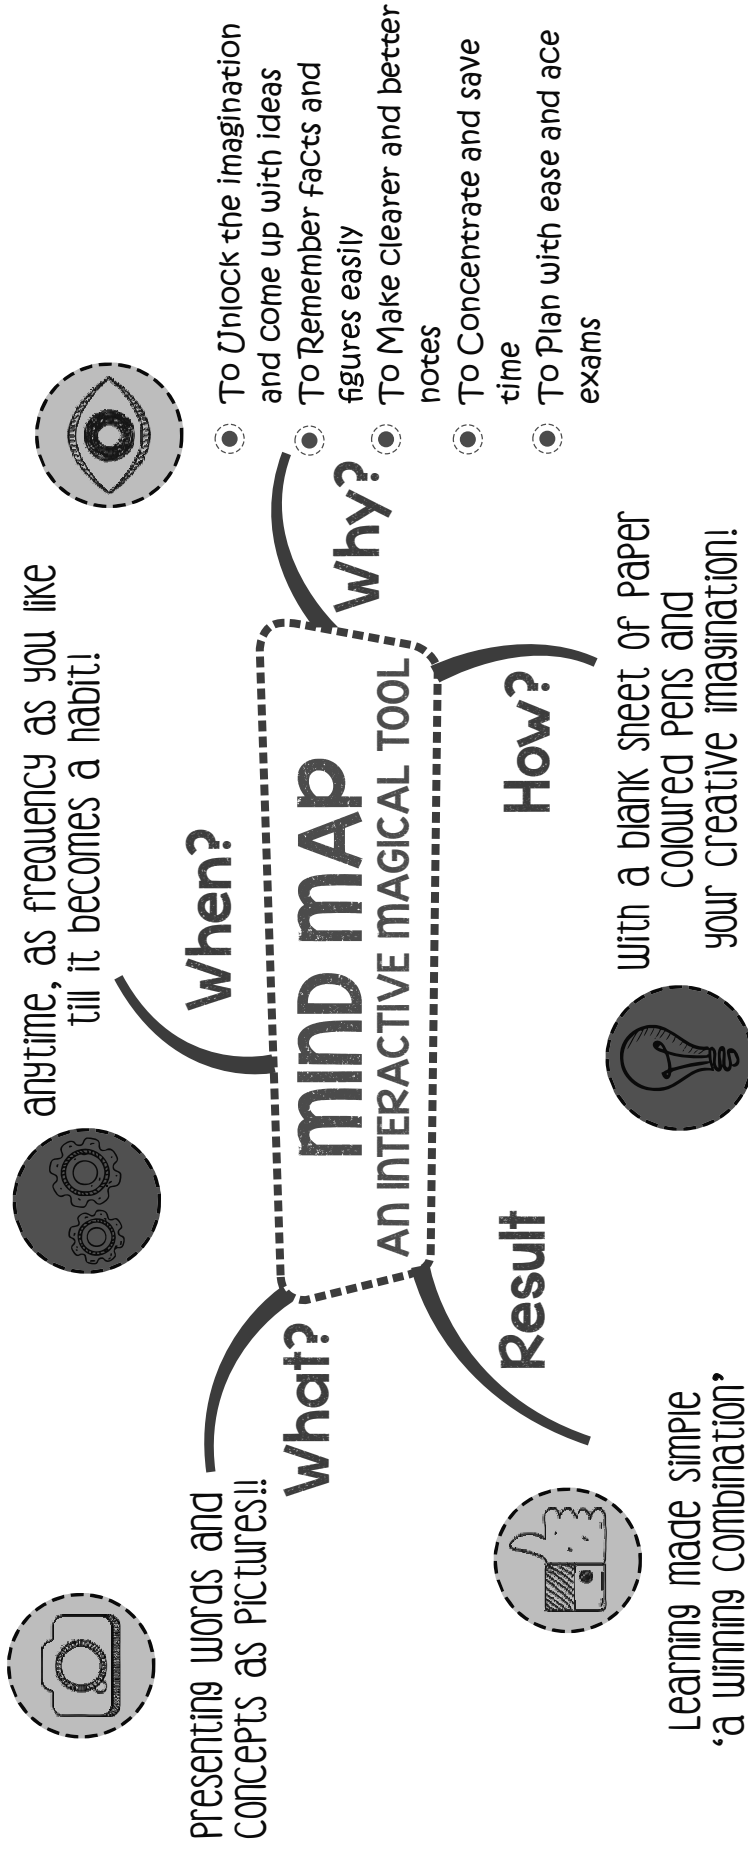 anytime, as frequency as you like
till it becomes a habit!
When?
Presenting words and
Concepts as Pictures!!
What?
MIND MAP
AN INTERACTIVE MAGICAL TOOL
Why?
To Unlock the imagination
and come up with ideas
To Remember facts and
figures easily
To Make Clearer and better
notes
To Concentrate and save
time
To Plan with ease and ace
exams
How?
With a blank sheet of Paper
Coloured Pens and
your Creative imagination!
Result
Learning made simple
‘a winning Combination’